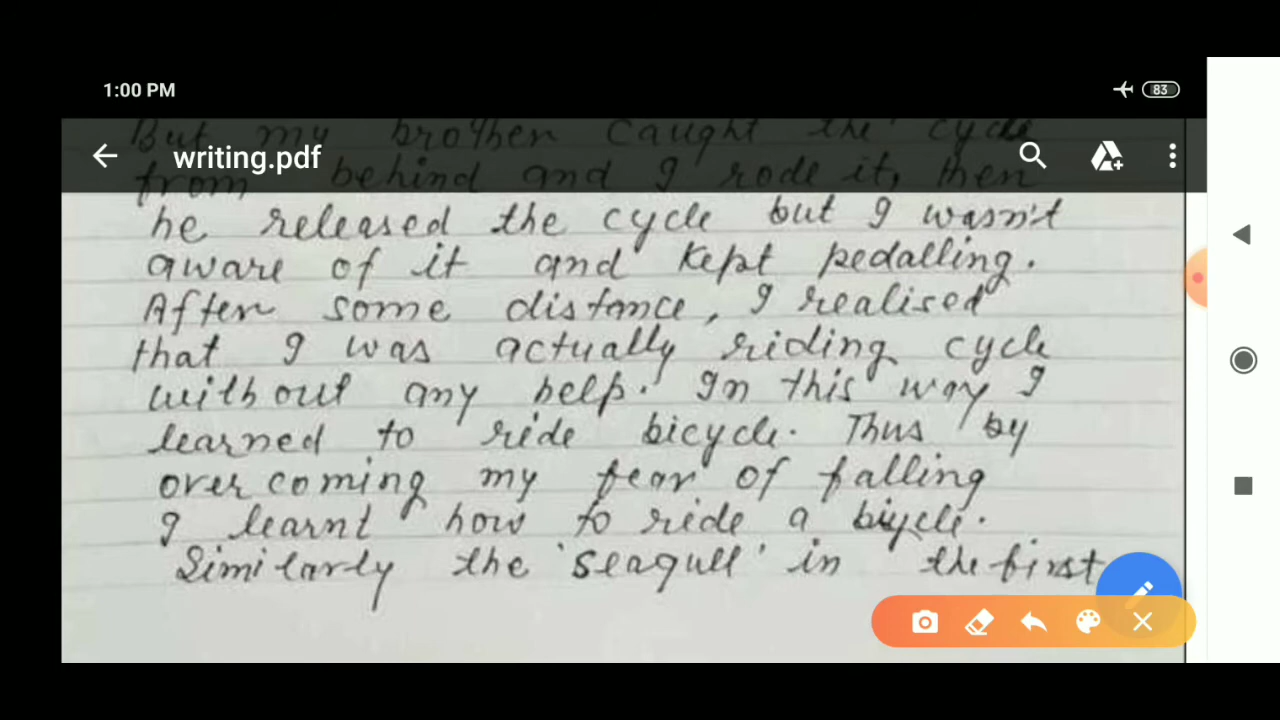 1:00 PM
83
But my brother caught the cycle
writing.pdf
from behind and I rode it, then
he released the cycle but I wasn't
aware of it and kept pedalling.
After some distance, I realised
that I was actually riding cycle
without any help. In this way I
learned to ride bicycle. Thus by
over coming my fear of falling
I learnt how to ride a bicycle.
Similarly the 'seagull' in the first